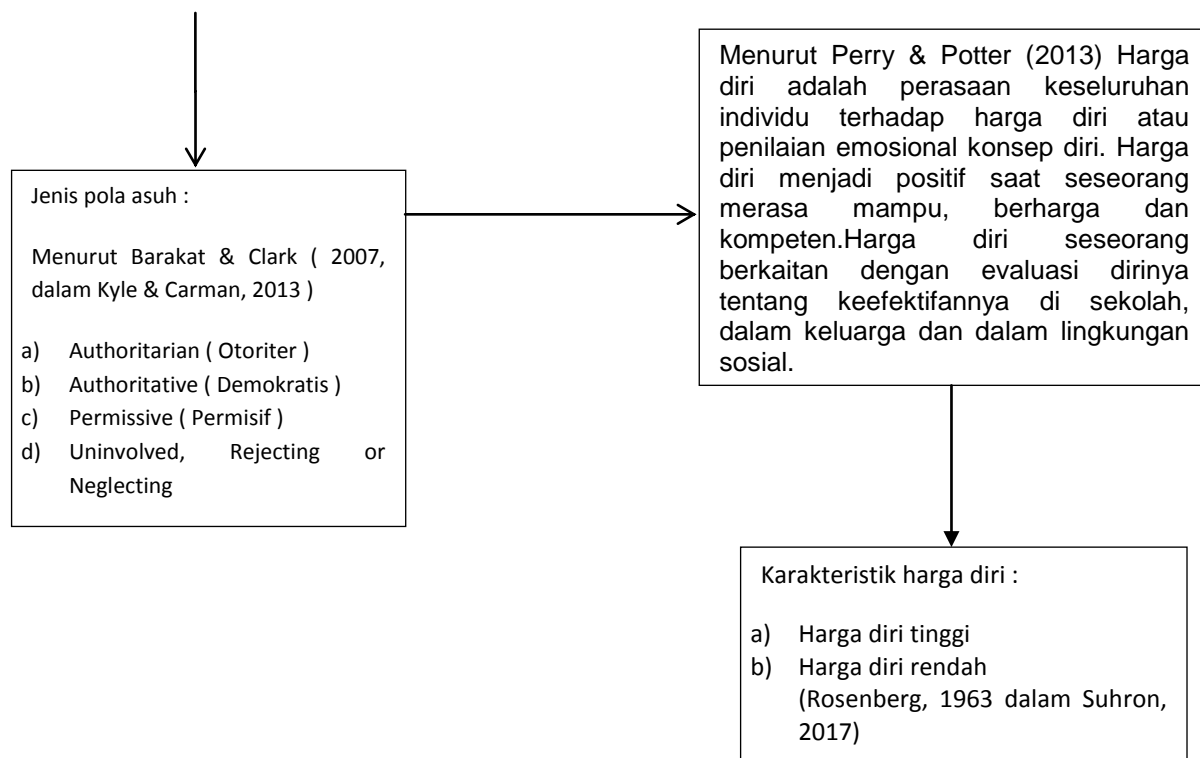 Jenis pola asuh :
Menurut Barakat & Clark ( 2007,
dalam Kyle & Carman, 2013 )
a) Authoritarian ( Otoriter )
b) Authoritative ( Demokratis )
c) Permissive ( Permisif )
d) Uninvolved, Rejecting or
Neglecting
Menurut Perry & Potter (2013) Harga
diri adalah perasaan keseluruhan
individu terhadap harga diri atau
penilaian emosional konsep diri. Harga
diri menjadi positif saat seseorang
merasa mampu, berharga dan
kompeten.Harga diri seseorang
berkaitan dengan evaluasi dirinya
tentang keefektifannya di sekolah,
dalam keluarga dan dalam lingkungan
sosial.
Karakteristik harga diri :
a) Harga diri tinggi
b) Harga diri rendah
(Rosenberg, 1963 dalam Suhron,
2017)